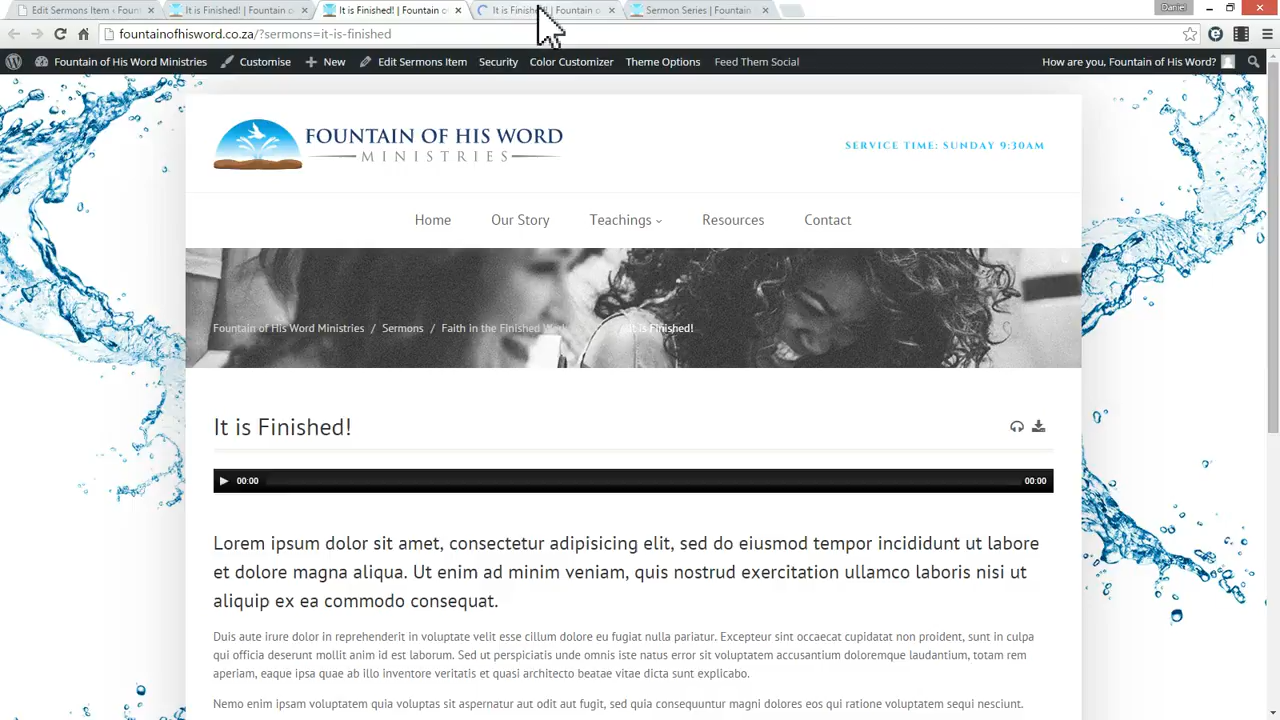 Edit Sermons Item ‹ Foun
It is Finished! | Fountain o
It is Finished! | Fountain o
It is Finish | Fountain o
Sermon Series | Fountain
Daniel
fountainofhisword.co.za/?sermons=it-is-finished
Fountain of His Word Ministries
Customise
New
Edit Sermons Item
Security
Color Customizer
Theme Options
Feed Them Social
How are you, Fountain of His Word?
FOUNTAIN OF HIS WORD
MINISTRIES
SERVICE TIME: SUNDAY 9:30AM
Home
Our Story
Teachings
Resources
Contact
Fountain of His Word Ministries / Sermons / Faith in the Finished Work It is Finished!
It is Finished!
00:00
00:00
Lorem ipsum dolor sit amet, consectetur adipisicing elit, sed do eiusmod tempor incididunt ut labore
et dolore magna aliqua. Ut enim ad minim veniam, quis nostrud exercitation ullamco laboris nisi ut
aliquip ex ea commodo consequat.
Duis aute irure dolor in reprehenderit in voluptate velit esse cillum dolore eu fugiat nulla pariatur. Excepteur sint occaecat cupidatat non proident, sunt in culpa
qui officia deserunt mollit anim id est laborum. Sed ut perspiciatis unde omnis iste natus error sit voluptatem accusantium doloremque laudantium, totam rem
aperiam, eaque ipsa quae ab illo inventore veritatis et quasi architecto beatae vitae dicta sunt explicabo.
Nemo enim ipsam voluptatem quia voluptas sit aspernatur aut odit aut fugit, sed quia consequuntur magni dolores eos qui ratione voluptatem sequi nesciunt.